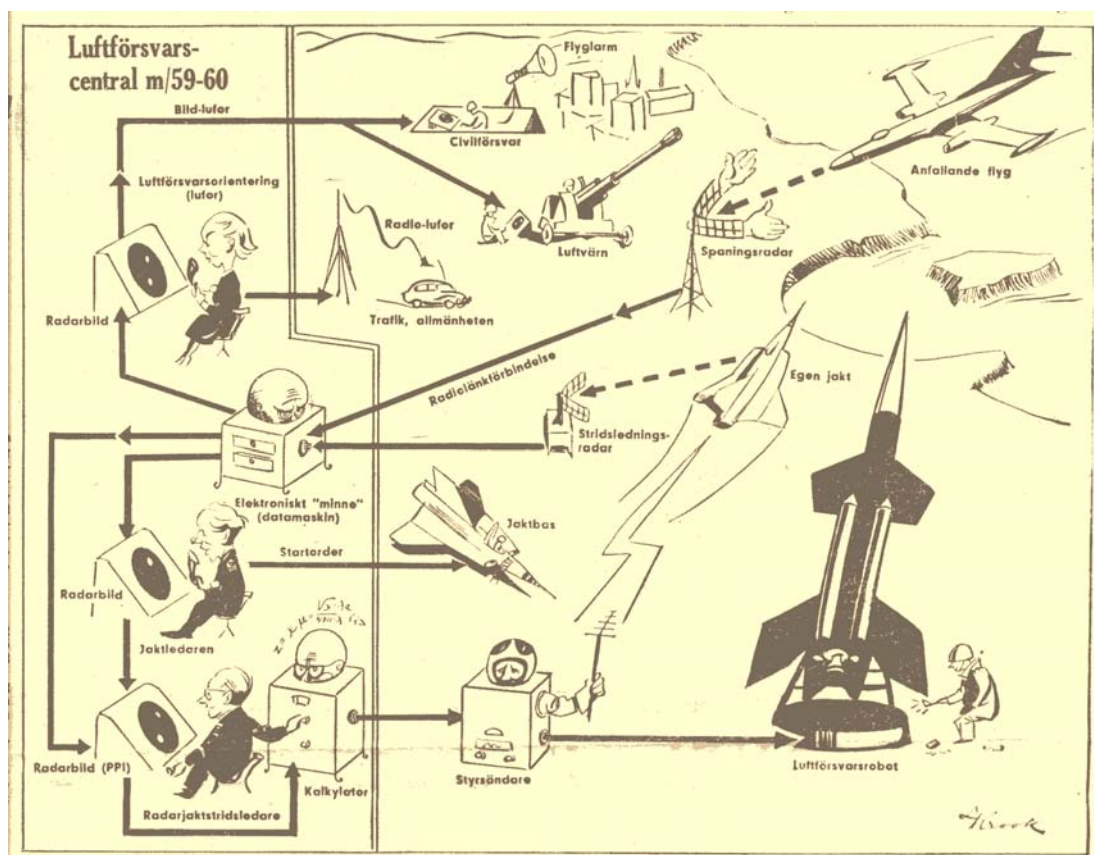 Luftförsvars-
central m/59-60
Bild-lufor
Flyglarm
Civilförsvar
Luftförsvarsorientering
(lufor)
Radio-lufor
Luftvärn
Spaningsradar
Anfallande flyg
Radarbild
Trafik, allmänheten
Radiolänkförbindelse
Egen jakt
Stridslednings-
radar
Elektroniskt "minne"
(datamaskin)
Jaktbas
Startorder
Radarbild
Jaktledaren
Radarbild (PPI)
Radarjaktstridsledare
Kalkylator
Styrsändare
Luftförsvarsrobot
Krook